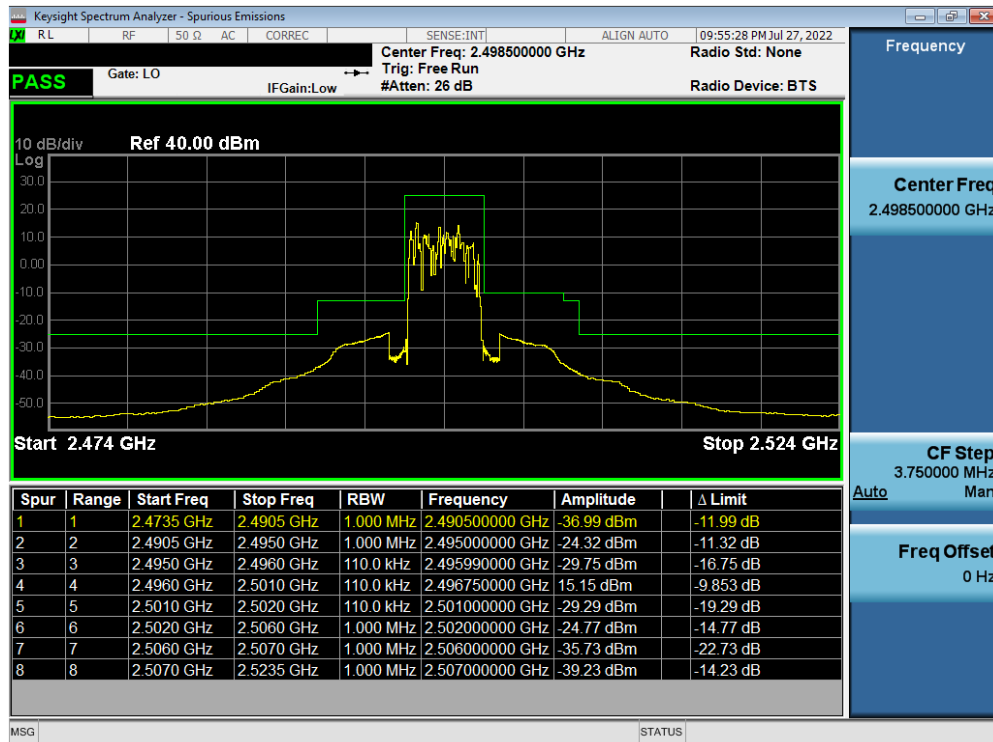 Keysight Spectrum Analyzer - Spurious Emissions
LXI RL RF 50 Ω AC CORREC SENSE:INT ALIGN AUTO 09:55:28 PM Jul 27, 2022
Center Freq: 2.498500000 GHz Radio Std: None
Gate: LO Trig: Free Run
PASS IFGain:Low #Atten: 26 dB Radio Device: BTS
Frequency
10 dB/div Ref 40.00 dBm
Log
30.0
20.0
10.0
0.00
-10.0
-20.0
-30.0
-40.0
-50.0
Start 2.474 GHz Stop 2.524 GHz
Center Freq
2.498500000 GHz
CF Step
3.750000 MHz
Auto Man
Freq Offset
0 Hz
Spur Range Start Freq Stop Freq RBW Frequency Amplitude Δ Limit
1 1 2.4735 GHz 2.4905 GHz 1.000 MHz 2.490500000 GHz -36.99 dBm -11.99 dB
2 2 2.4905 GHz 2.4950 GHz 1.000 MHz 2.495000000 GHz -24.32 dBm -11.32 dB
3 3 2.4950 GHz 2.4960 GHz 110.0 kHz 2.495990000 GHz -29.75 dBm -16.75 dB
4 4 2.4960 GHz 2.5010 GHz 110.0 kHz 2.496750000 GHz 15.15 dBm -9.853 dB
5 5 2.5010 GHz 2.5020 GHz 110.0 kHz 2.501000000 GHz -29.29 dBm -19.29 dB
6 6 2.5020 GHz 2.5060 GHz 1.000 MHz 2.502000000 GHz -24.77 dBm -14.77 dB
7 7 2.5060 GHz 2.5070 GHz 1.000 MHz 2.506000000 GHz -35.73 dBm -22.73 dB
8 8 2.5070 GHz 2.5235 GHz 1.000 MHz 2.507000000 GHz -39.23 dBm -14.23 dB
MSG STATUS